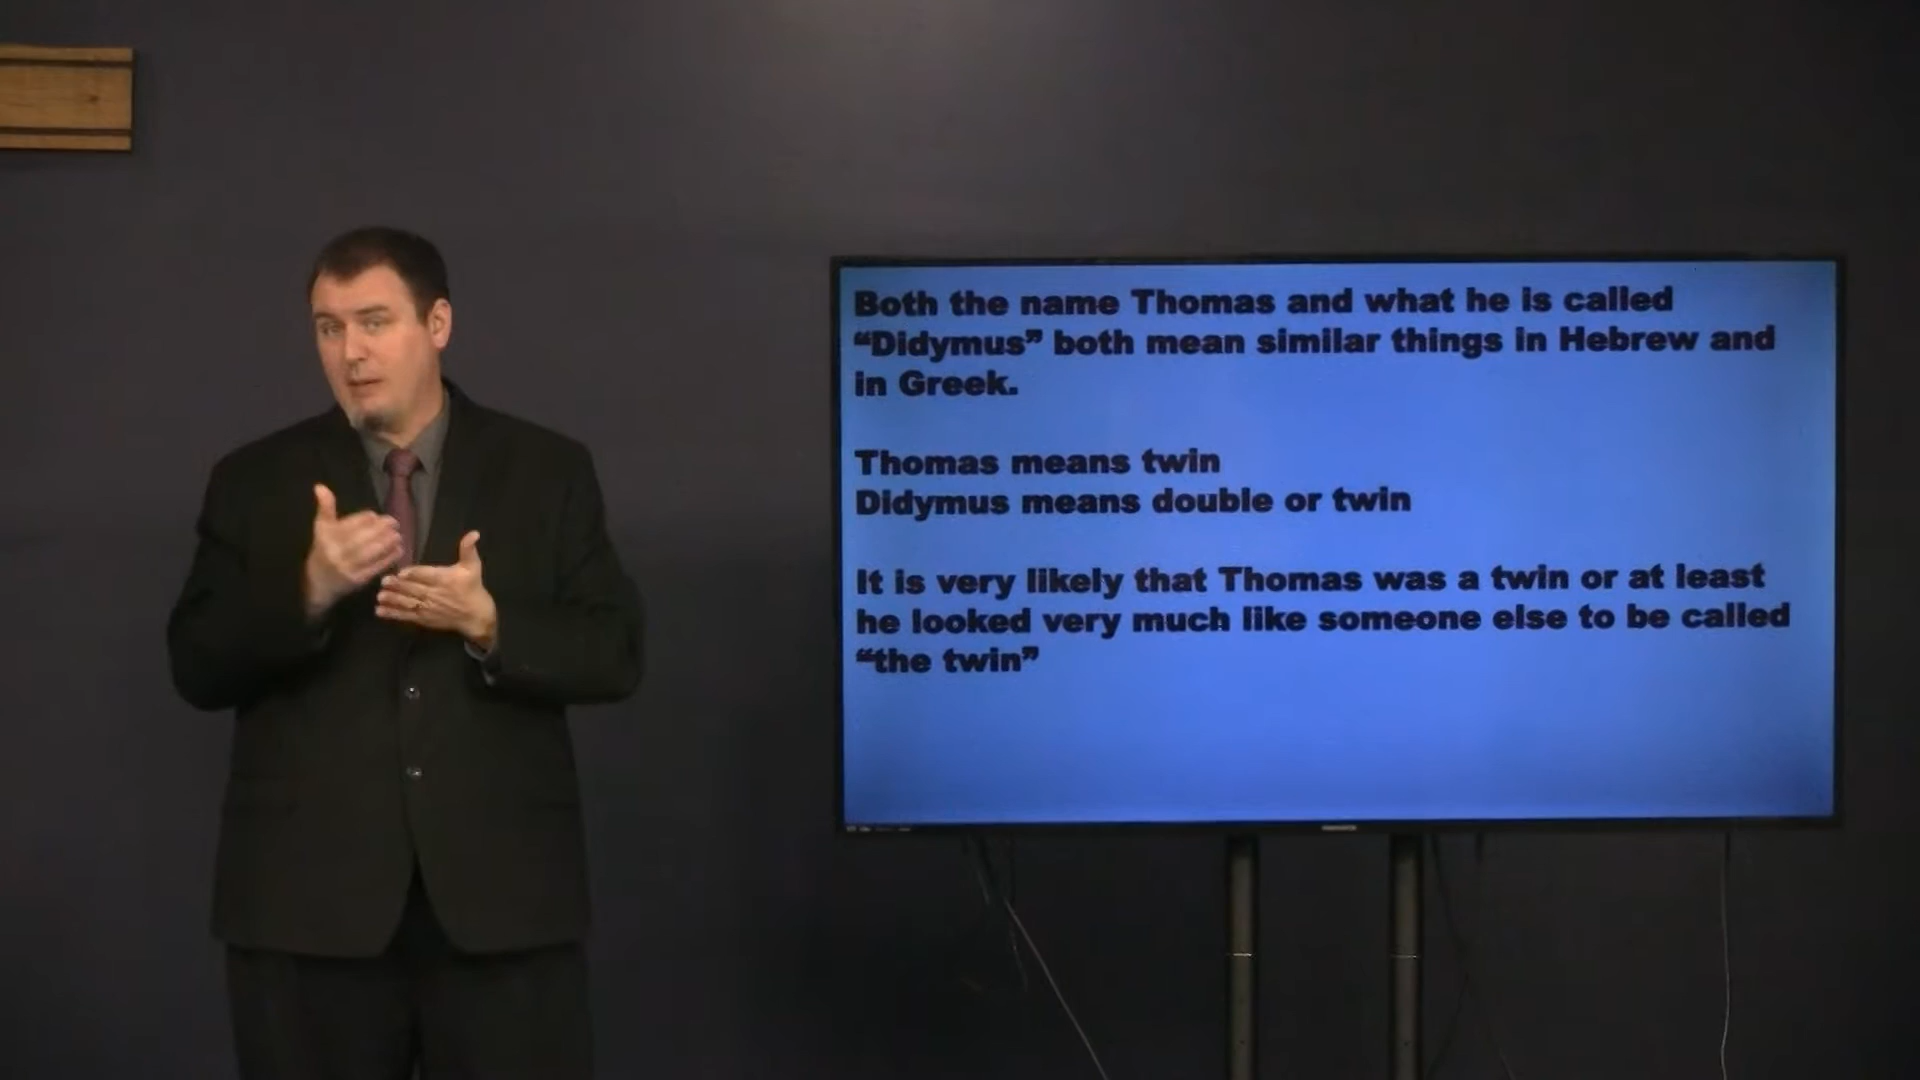 Both the name Thomas and what he is called
“Didymus” both mean similar things in Hebrew and
in Greek.
Thomas means twin
Didymus means double or twin
It is very likely that Thomas was a twin or at least
he looked very much like someone else to be called
“the twin”